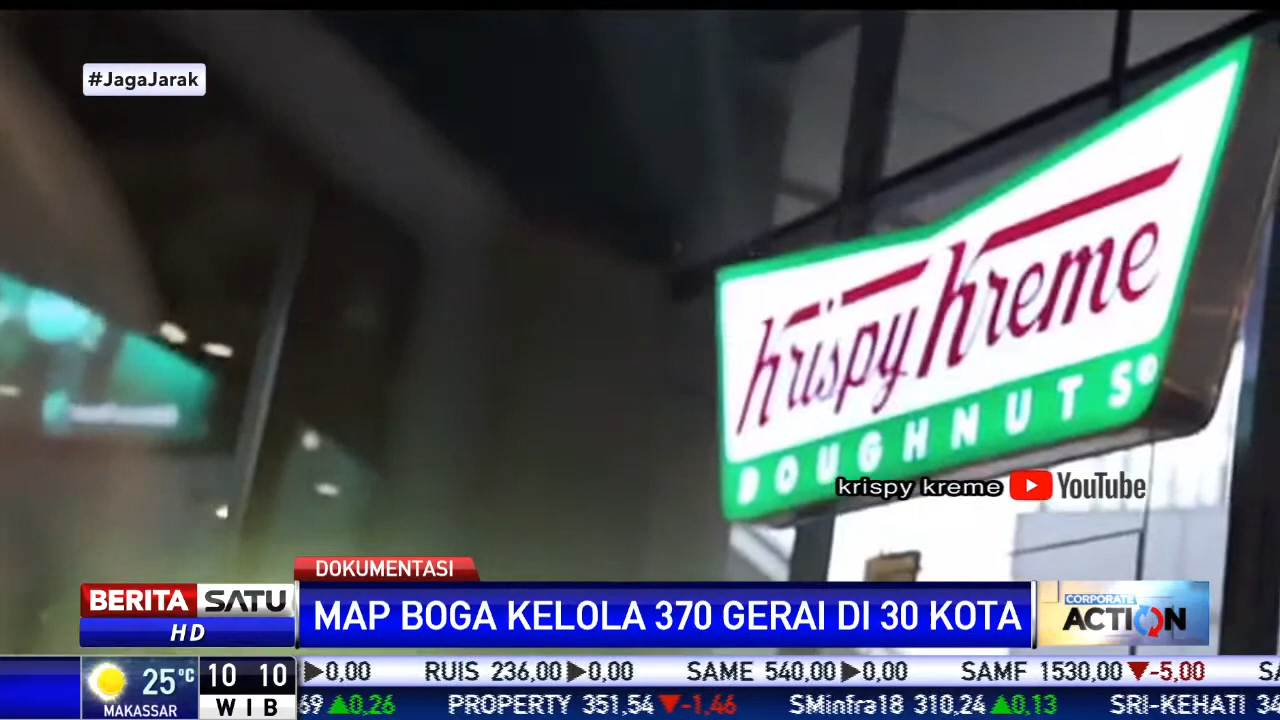 #JagaJarak
krispy kreme
DOUGHNUTS®
krispy kreme YouTube
DOKUMENTASI
BERITA SATU
HD
MAP BOGA KELOLA 370 GERAI DI 30 KOTA
CORPORATE
ACTION
25°C
MAKASSAR
10 10
WIB
▶0,00 RUIS 236,00 ▶0,00 SAME 540,00 ▶0,00 SAMF 1530,00 ▼-5,00
69 ▲0,26 PROPERTY 351,54 ▼-1,46 SMinfra18 310,24 ▲0,13 SRI-KEHATI 34